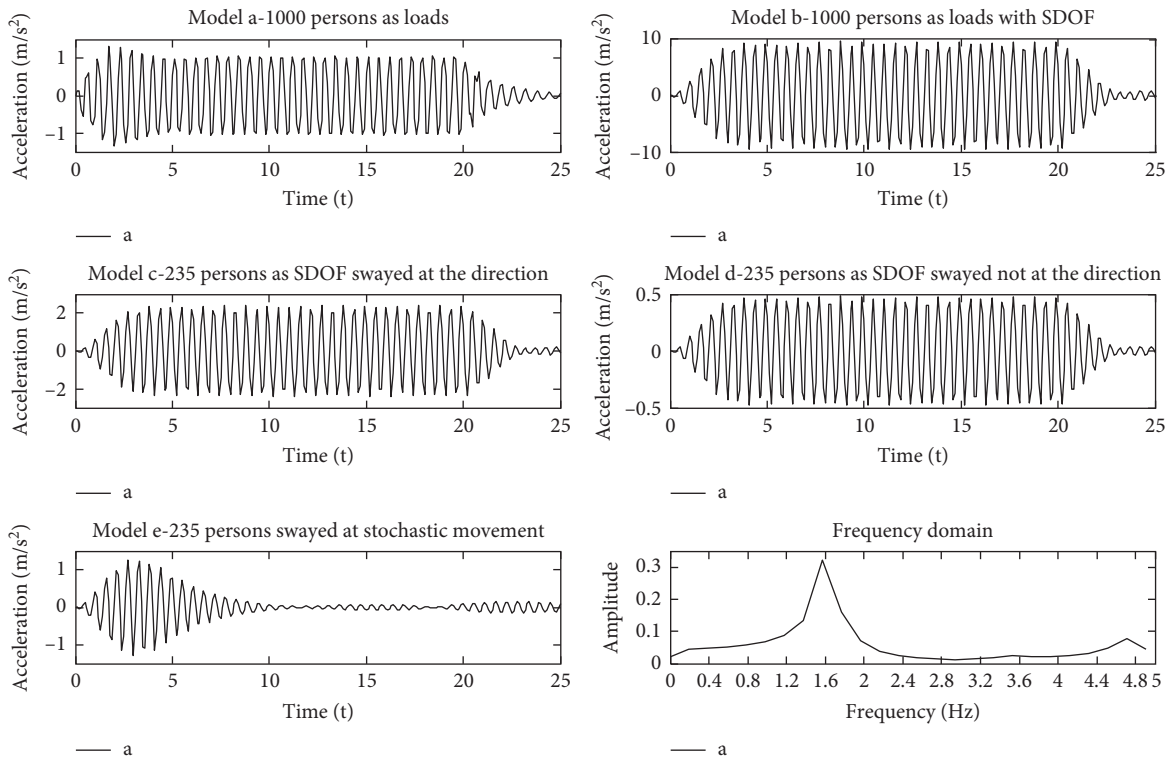 Model a-1000 persons as loads
Acceleration (m/s²)
1
0
–1
0 5 10 15 20 25
Time (t)
a
Model b-1000 persons as loads with SDOF
Acceleration (m/s²)
10
0
–10
0 5 10 15 20 25
Time (t)
a
Model c-235 persons as SDOF swayed at the direction
Acceleration (m/s²)
2
0
–2
0 5 10 15 20 25
Time (t)
a
Model d-235 persons as SDOF swayed not at the direction
Acceleration (m/s²)
0.5
0
–0.5
0 5 10 15 20 25
Time (t)
a
Model e-235 persons swayed at stochastic movement
Acceleration (m/s²)
1
0
–1
0 5 10 15 20 25
Time (t)
a
Frequency domain
Amplitude
0.3
0.2
0.1
0
0 0.4 0.8 1.2 1.6 2 2.4 2.8 3.2 3.6 4 4.4 4.8 5
Frequency (Hz)
a